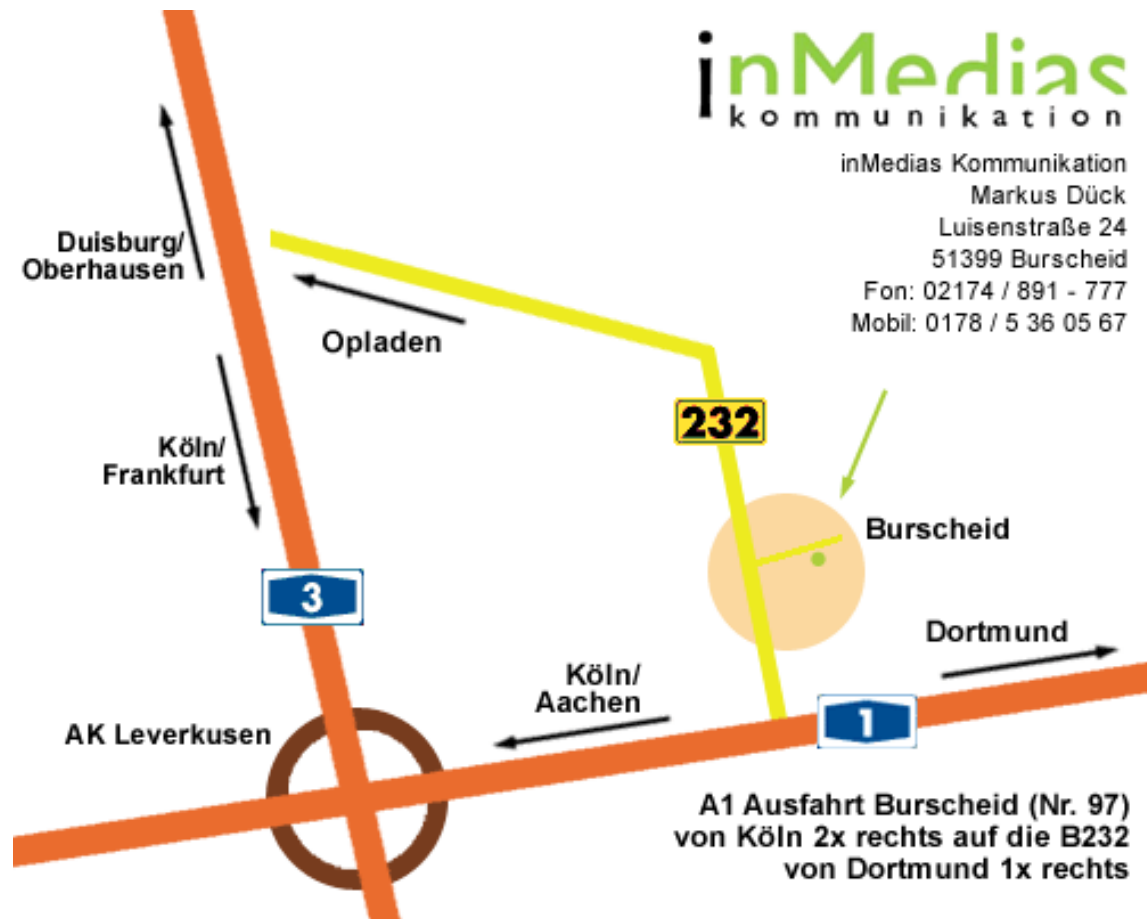 inMedias
kommunikation
inMedias Kommunikation
Markus Dück
Luisenstraße 24
51399 Burscheid
Fon: 02174 / 891 - 777
Mobil: 0178 / 5 36 05 67
Duisburg/
Oberhausen
Opladen
232
Köln/
Frankfurt
Burscheid
3
Dortmund
Köln/
Aachen
1
AK Leverkusen
A1 Ausfahrt Burscheid (Nr. 97)
von Köln 2x rechts auf die B232
von Dortmund 1x rechts